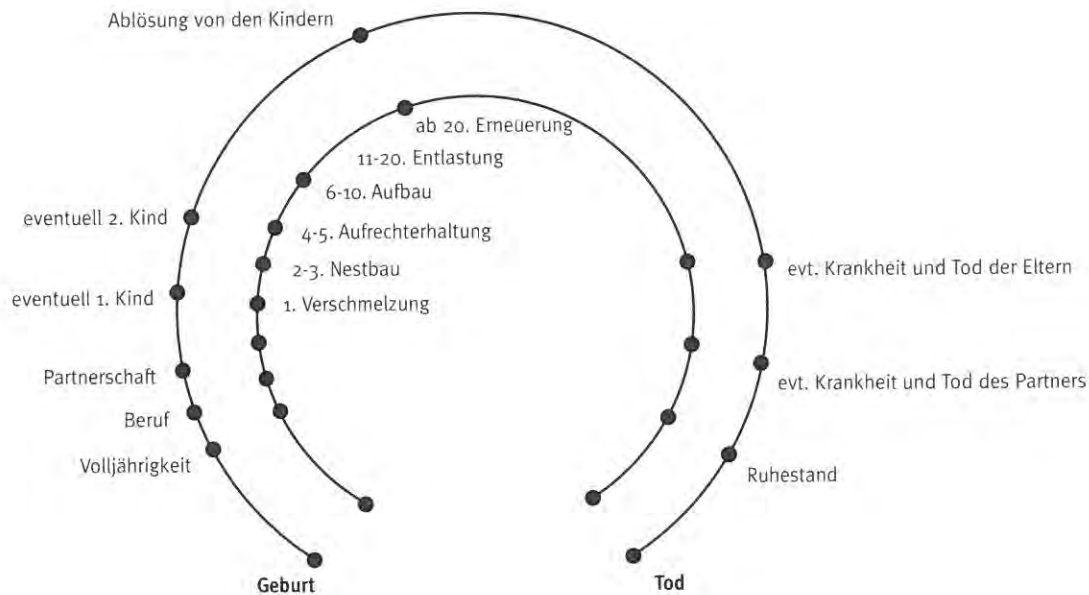 Ablösung von den Kindern
ab 20. Erneuerung
11-20. Entlastung
6-10. Aufbau
eventuell 2. Kind
4-5. Aufrechterhaltung
2-3. Nestbau
evt. Krankheit und Tod der Eltern
eventuell 1. Kind
1. Verschmelzung
Partnerschaft
evt. Krankheit und Tod des Partners
Beruf
Volljährigkeit
Ruhestand
Geburt
Tod